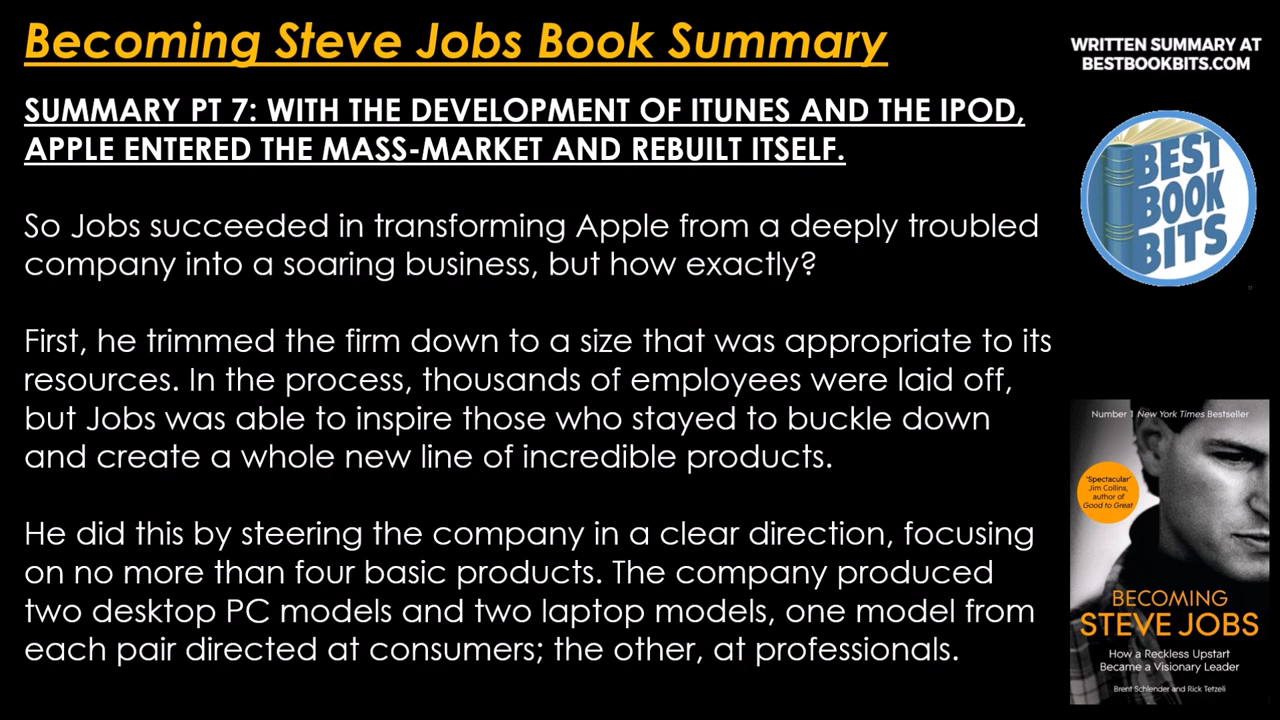 Becoming Steve Jobs Book Summary
WRITTEN SUMMARY AT
BESTBOOKBITS.COM
SUMMARY PT 7: WITH THE DEVELOPMENT OF ITUNES AND THE IPOD,
APPLE ENTERED THE MASS-MARKET AND REBUILT ITSELF.
BEST
BOOK
BITS
So Jobs succeeded in transforming Apple from a deeply troubled
company into a soaring business, but how exactly?
First, he trimmed the firm down to a size that was appropriate to its
resources. In the process, thousands of employees were laid off,
but Jobs was able to inspire those who stayed to buckle down
and create a whole new line of incredible products.
He did this by steering the company in a clear direction, focusing
on no more than four basic products. The company produced
two desktop PC models and two laptop models, one model from
each pair directed at consumers; the other, at professionals.
Number 1 New York Times Bestseller
'Spectacular'
Jim Collins,
author of
Good to Great
BECOMING
STEVE JOBS
How a Reckless Upstart
Became a Visionary Leader
Brent Schlender and Rick Tetzeli